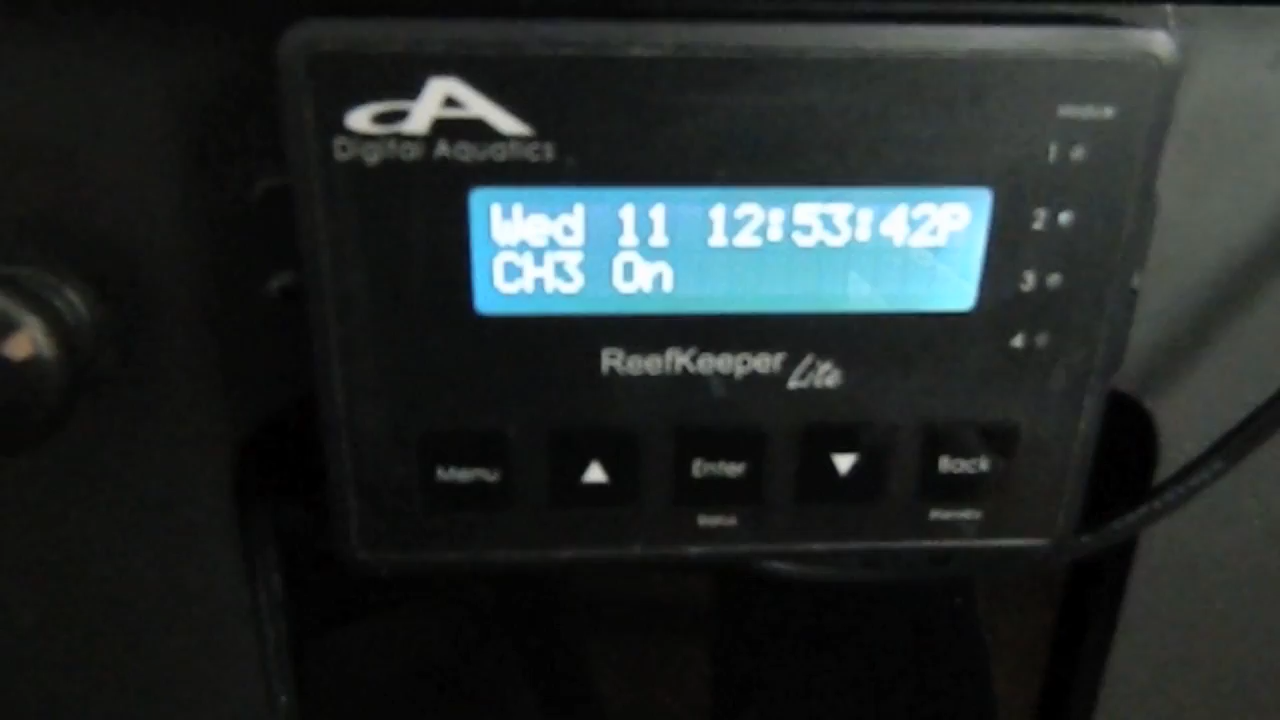 dA
Digital Aquatics
1
Wed 11 12:53:42P
2
CH3 On
3
4
ReefKeeper Lite
Menu
Enter
Back